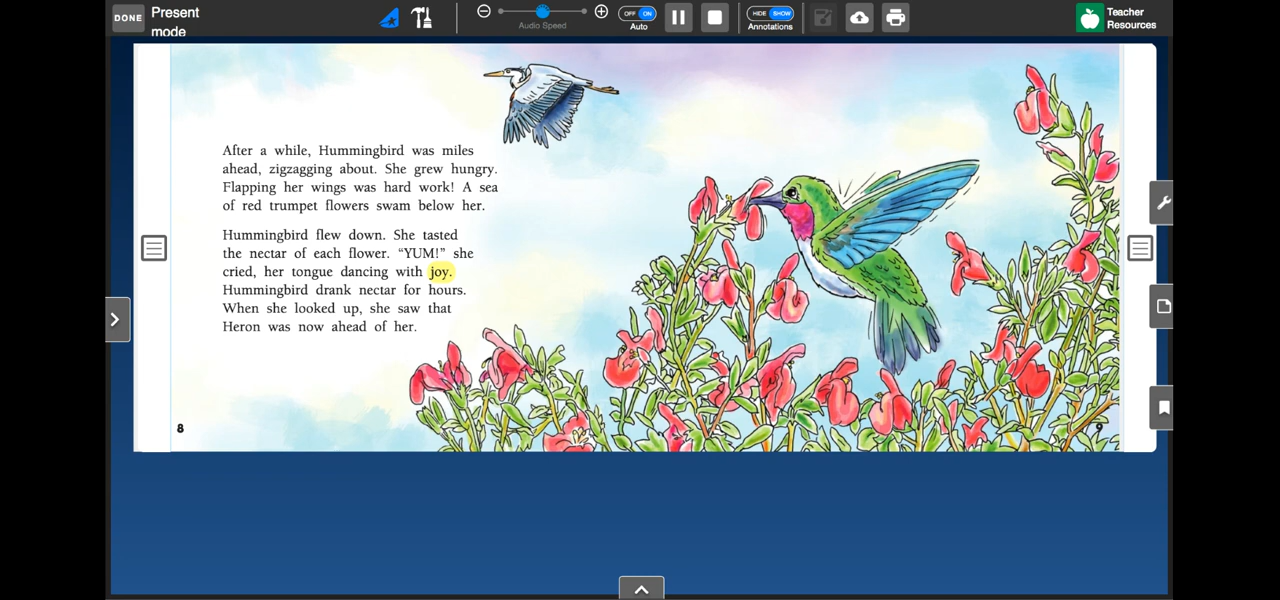 DONE
Present
mode
Audio Speed
OFF ON
Auto
HIDE SHOW
Annotations
Teacher
Resources
After a while, Hummingbird was miles
ahead, zigzagging about. She grew hungry.
Flapping her wings was hard work! A sea
of red trumpet flowers swam below her.
Hummingbird flew down. She tasted
the nectar of each flower. “YUM!” she
cried, her tongue dancing with joy.
Hummingbird drank nectar for hours.
When she looked up, she saw that
Heron was now ahead of her.
8
9